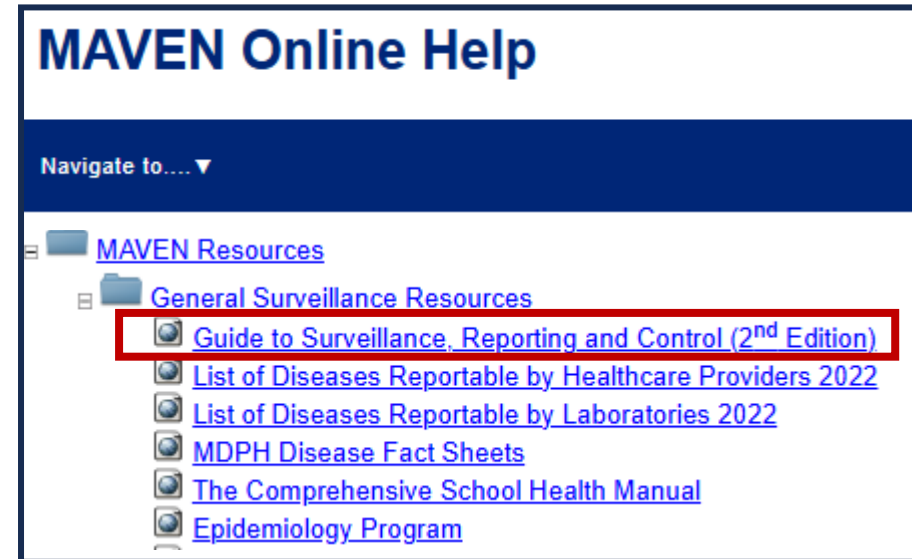 MAVEN Online Help
Navigate to....▼
MAVEN Resources
General Surveillance Resources
Guide to Surveillance, Reporting and Control (2nd Edition)
List of Diseases Reportable by Healthcare Providers 2022
List of Diseases Reportable by Laboratories 2022
MDPH Disease Fact Sheets
The Comprehensive School Health Manual
Epidemiology Program